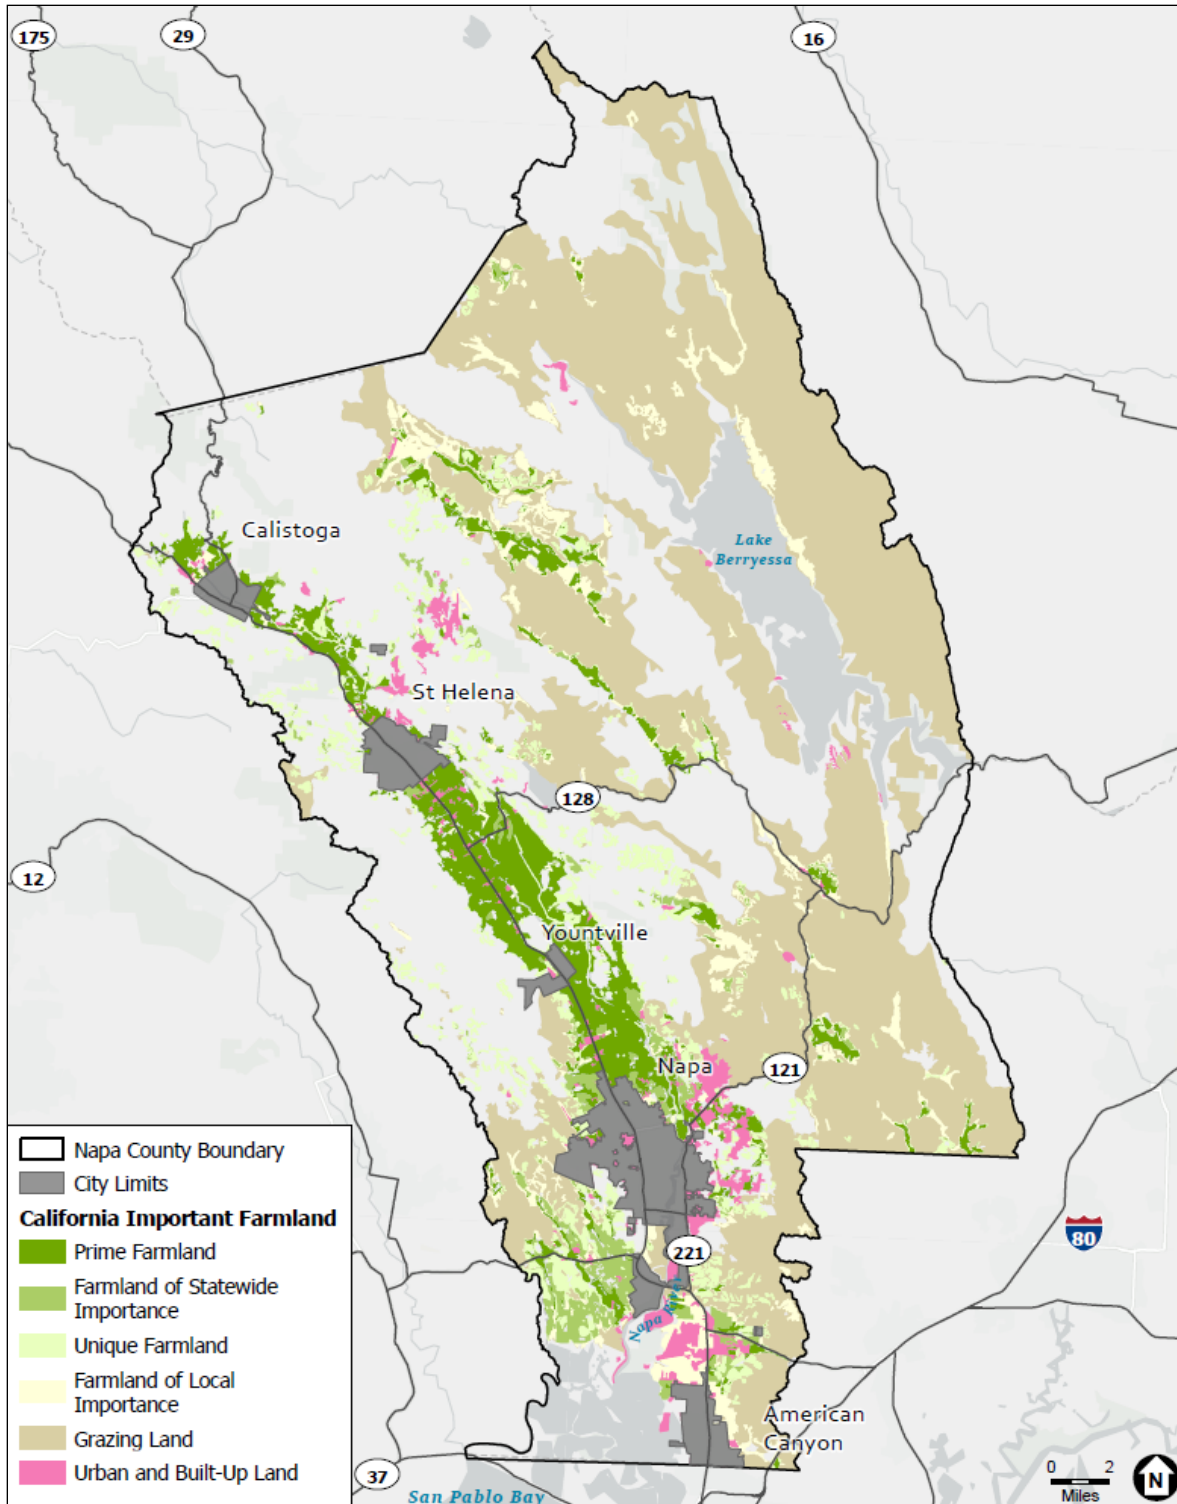 175
29
16
Calistoga
Lake
Berryessa
St Helena
128
12
Yountville
Napa
121
221
80
Napa River
American
Canyon
37
San Pablo Bay
Napa County Boundary
City Limits
California Important Farmland
Prime Farmland
Farmland of Statewide
Importance
Unique Farmland
Farmland of Local
Importance
Grazing Land
Urban and Built-Up Land
0 2
Miles
N